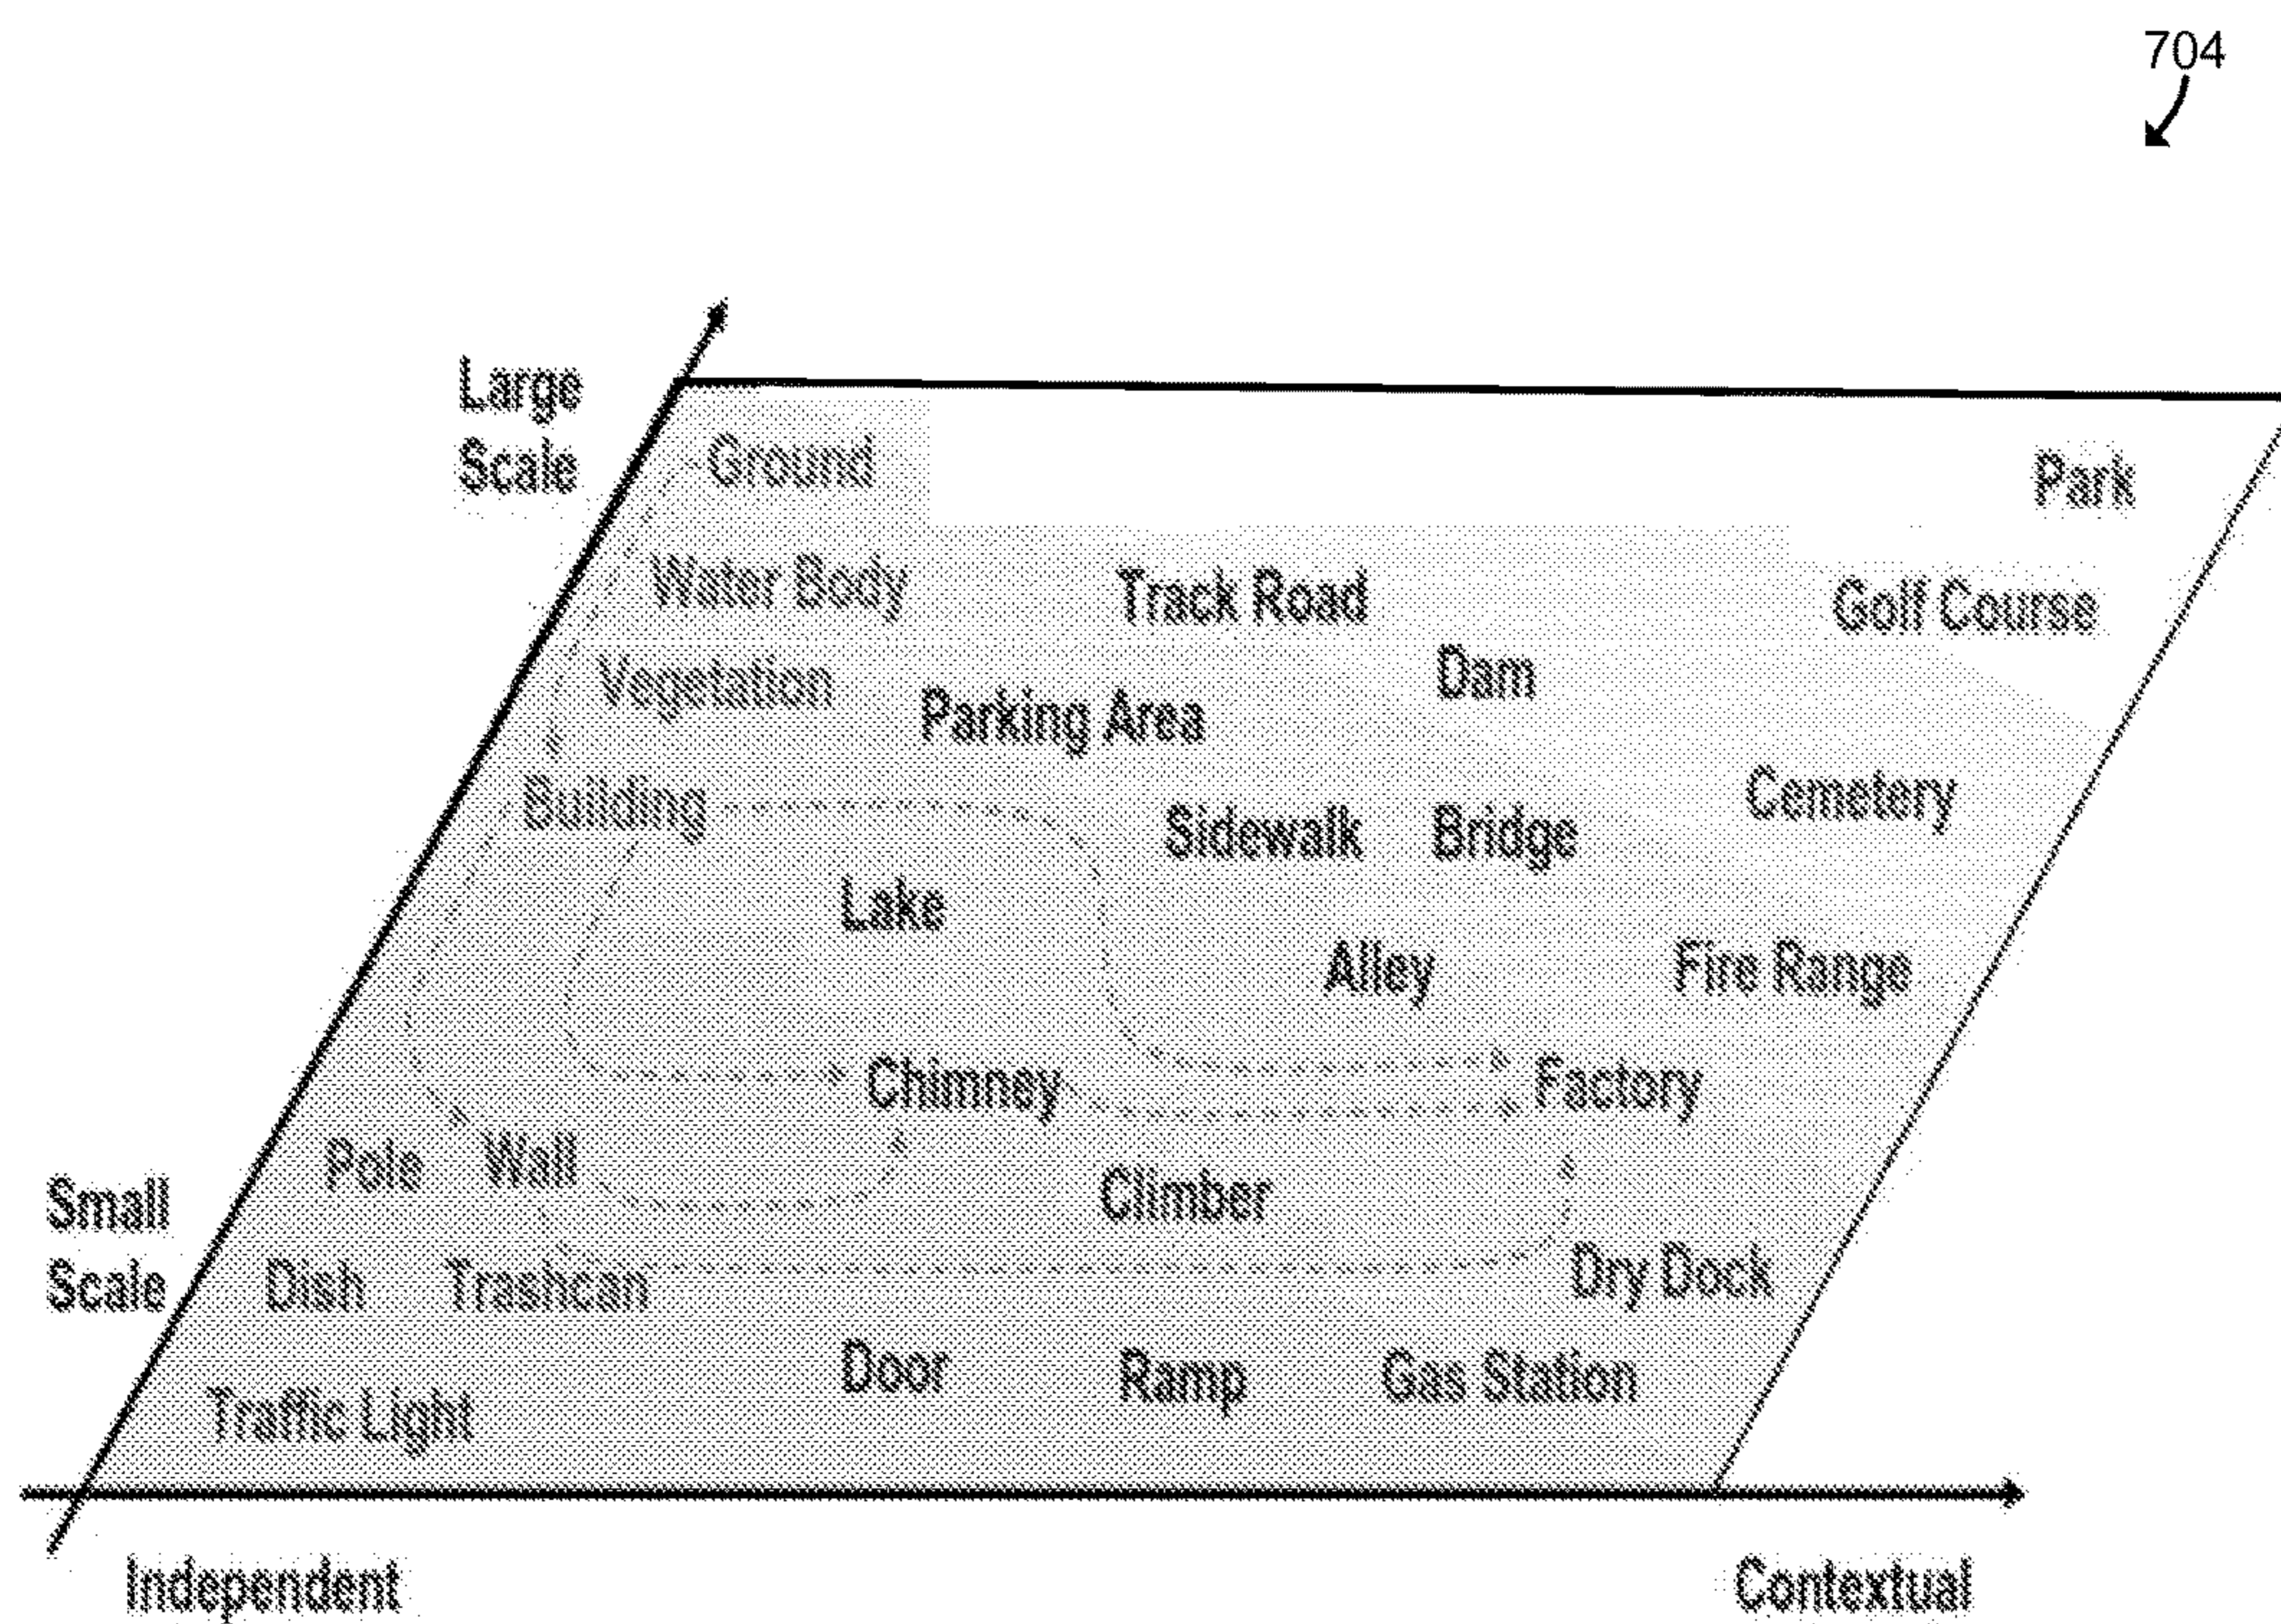 704
Large
Scale
Ground
Park
Water Body
Track Road
Golf Course
Vegetation
Dam
Parking Area
Building
Cemetery
Sidewalk
Bridge
Lake
Alley
Fire Range
Chimney
Factory
Pole
Wall
Climber
Small
Scale
Dish
Trashcan
Dry Dock
Door
Ramp
Gas Station
Traffic Light
Independent
Contextual